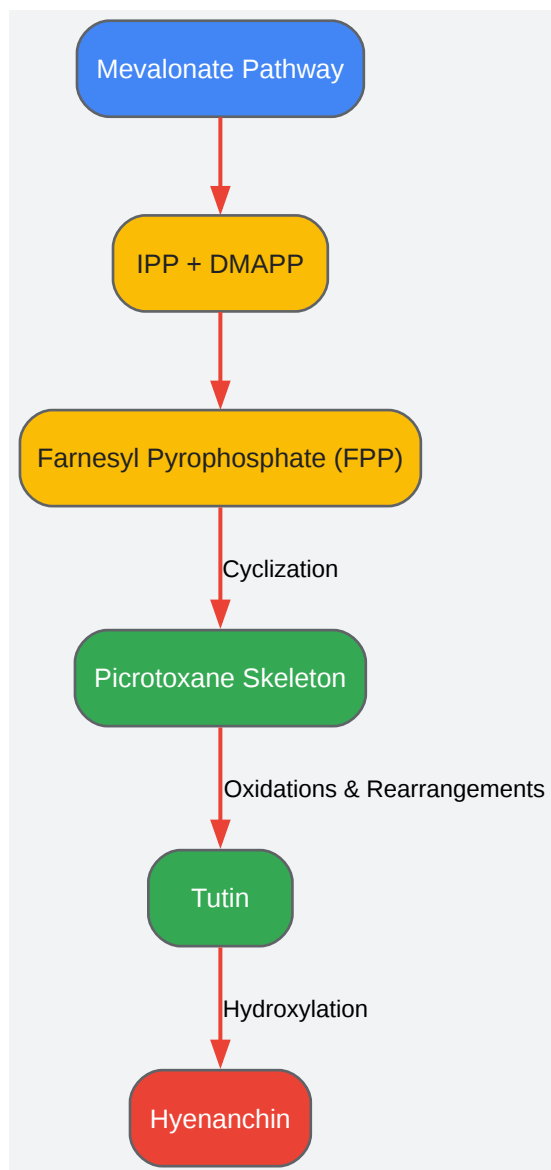 Mevalonate Pathway
IPP + DMAPP
Farnesyl Pyrophosphate (FPP)
Cyclization
Picrotoxane Skeleton
Oxidations & Rearrangements
Tutin
Hydroxylation
Hyenanchin